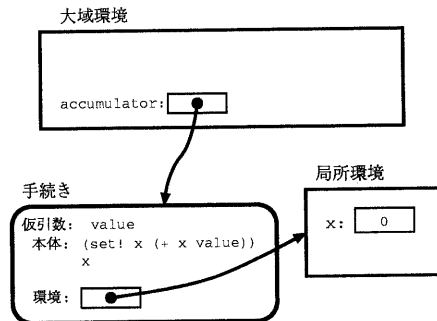 大域環境
accumulator:
手続き
仮引数: value
本体: (set! x (+ x value))
x
環境:
局所環境
x: 0